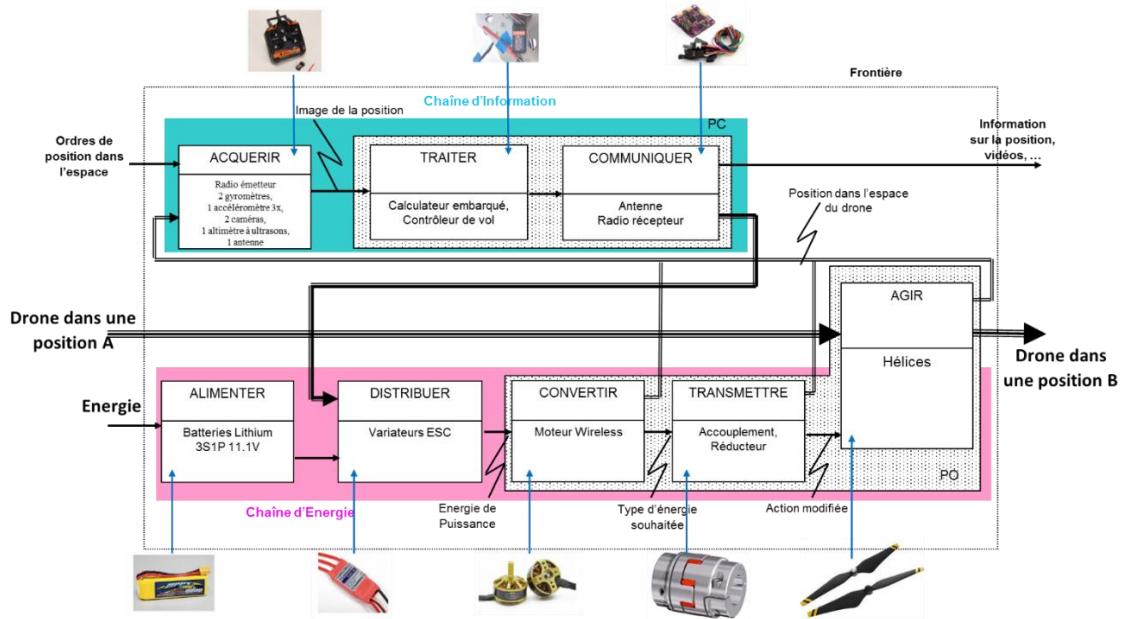 Frontière
Chaîne d'Information
Image de la position
PC
Ordres de
position dans
l'espace
ACQUERIR
Radio émetteur
2 gyromètres,
1 accéléromètre 3x,
2 caméras,
1 altimètre à ultrasons,
1 antenne
TRAITER
Calculateur embarqué,
Contrôleur de vol
COMMUNIQUER
Antenne
Radio récepteur
Information
sur la position,
vidéos, ...
Position dans l'espace
du drone
Drone dans une
position A
AGIR
Hélices
Drone dans
une position B
Energie
ALIMENTER
Batteries Lithium
3S1P 11.1V
DISTRIBUER
Variateurs ESC
CONVERTIR
Moteur Wireless
TRANSMETTRE
Accouplement,
Réducteur
PO
Chaîne d'Energie
Energie de
Puissance
Type d'énergie
souhaitée
Action modifiée